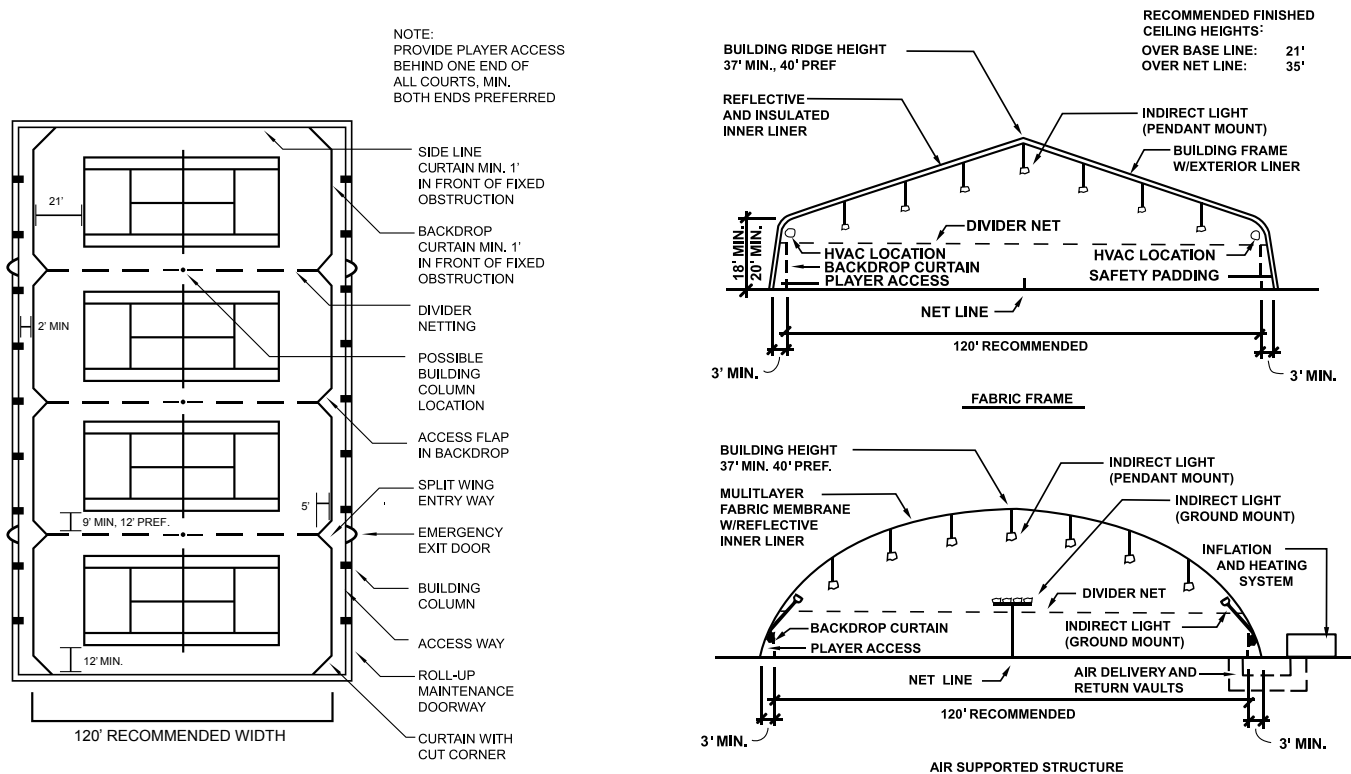 NOTE:
PROVIDE PLAYER ACCESS
BEHIND ONE END OF
ALL COURTS, MIN.
BOTH ENDS PREFERRED
SIDE LINE
CURTAIN MIN. 1'
IN FRONT OF FIXED
OBSTRUCTION
BACKDROP
CURTAIN MIN. 1'
IN FRONT OF FIXED
OBSTRUCTION
DIVIDER
NETTING
POSSIBLE
BUILDING
COLUMN
LOCATION
ACCESS FLAP
IN BACKDROP
SPLIT WING
ENTRY WAY
EMERGENCY
EXIT DOOR
BUILDING
COLUMN
ACCESS WAY
ROLL-UP
MAINTENANCE
DOORWAY
CURTAIN WITH
CUT CORNER
21'
2' MIN
5'
9' MIN, 12' PREF.
12' MIN.
120' RECOMMENDED WIDTH
RECOMMENDED FINISHED
CEILING HEIGHTS:
OVER BASE LINE: 21'
OVER NET LINE: 35'
BUILDING RIDGE HEIGHT
37' MIN., 40' PREF
REFLECTIVE
AND INSULATED
INNER LINER
INDIRECT LIGHT
(PENDANT MOUNT)
BUILDING FRAME
W/EXTERIOR LINER
18' MIN.
20' MIN.
DIVIDER NET
HVAC LOCATION
BACKDROP CURTAIN
PLAYER ACCESS
HVAC LOCATION
SAFETY PADDING
NET LINE
120' RECOMMENDED
3' MIN.
3' MIN.
FABRIC FRAME
BUILDING HEIGHT
37' MIN. 40' PREF.
MULITLAYER
FABRIC MEMBRANE
W/REFLECTIVE
INNER LINER
INDIRECT LIGHT
(PENDANT MOUNT)
INDIRECT LIGHT
(GROUND MOUNT)
INFLATION
AND HEATING
SYSTEM
DIVIDER NET
BACKDROP CURTAIN
PLAYER ACCESS
INDIRECT LIGHT
(GROUND MOUNT)
NET LINE
AIR DELIVERY AND
RETURN VAULTS
120' RECOMMENDED
3' MIN.
3' MIN.
AIR SUPPORTED STRUCTURE